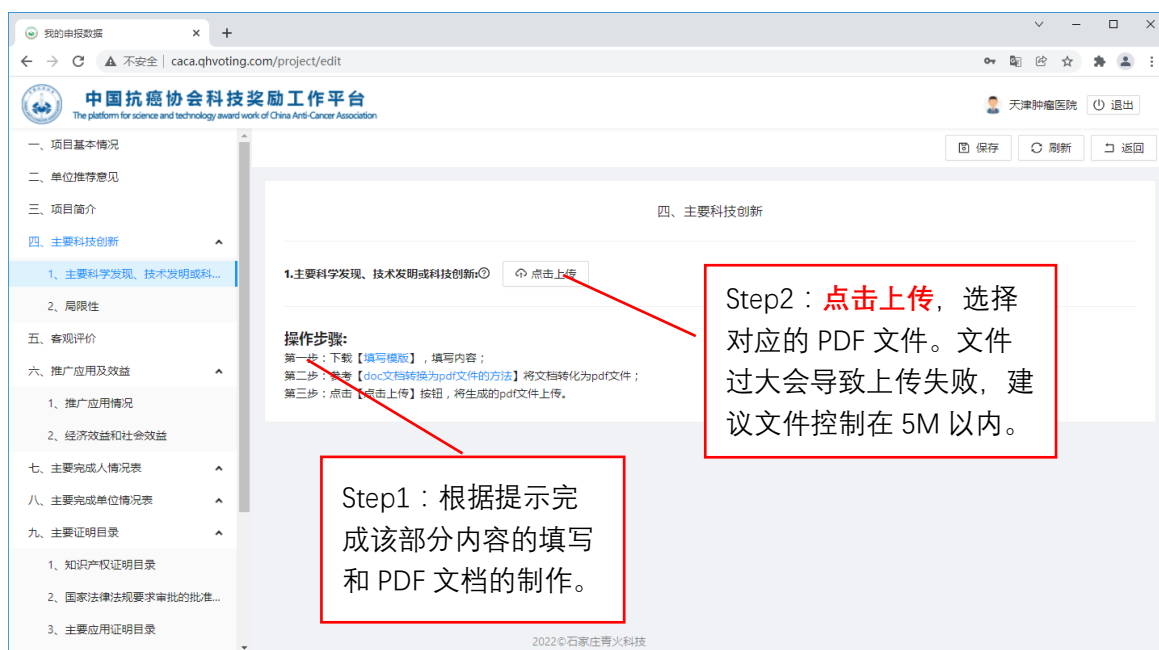 我的申报数据
不安全 | caca.qhvoting.com/project/edit
中国抗癌协会科技奖励工作平台
The platform for science and technology award work of China Anti-Cancer Association
天津肿瘤医院
退出
保存
刷新
返回
一、项目基本情况
二、单位推荐意见
三、项目简介
四、主要科技创新
1、主要科学发现、技术发明或科...
2、局限性
五、客观评价
六、推广应用及效益
1、推广应用情况
2、经济效益和社会效益
七、主要完成人情况表
八、主要完成单位情况表
九、主要证明目录
1、知识产权证明目录
2、国家法律法规要求审批的批准...
3、主要应用证明目录
四、主要科技创新
1.主要科学发现、技术发明或科技创新:
点击上传
操作步骤:
第一步：下载【填写模版】，填写内容；
第二步：参考【doc文档转换为pdf文件的方法】将文档转化为pdf文件；
第三步：点击【点击上传】按钮，将生成的pdf文件上传。
Step2：点击上传，选择
对应的 PDF 文件。文件
过大会导致上传失败，建
议文件控制在 5M 以内。
Step1：根据提示完
成该部分内容的填写
和 PDF 文档的制作。
2022©石家庄青火科技